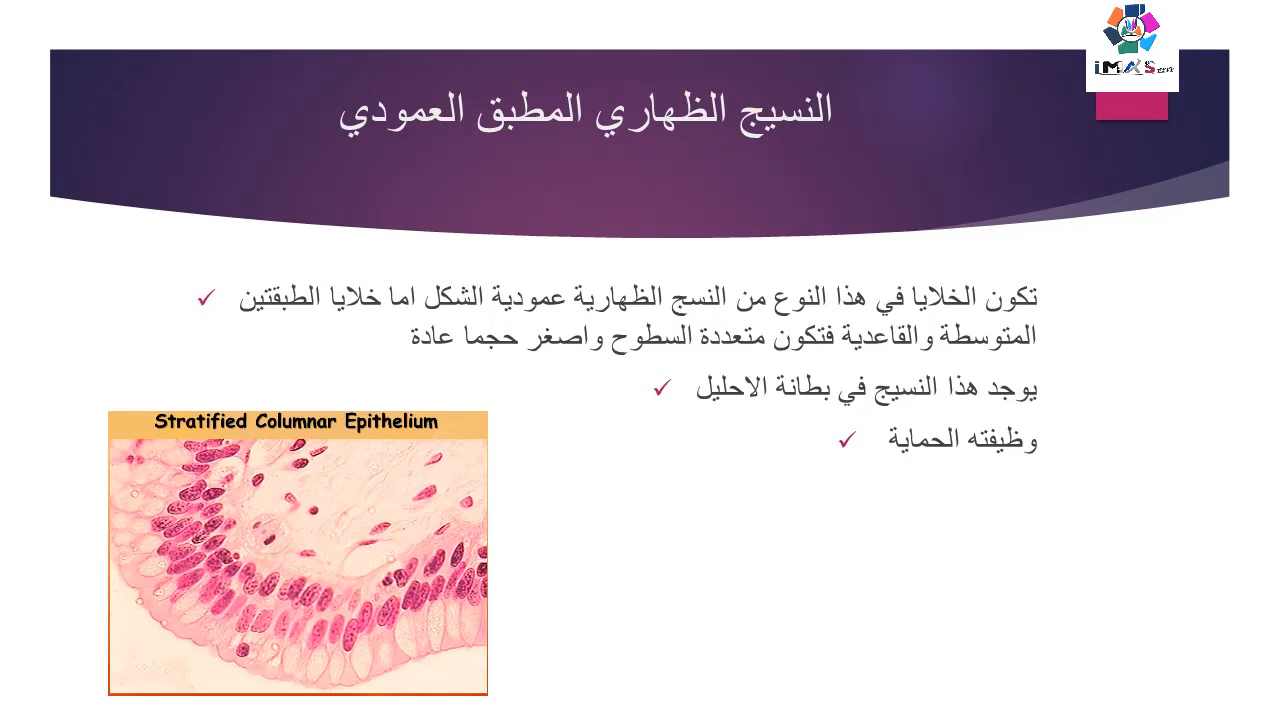 iMAS
النسيج الظهاري المطبق العمودي
تكون الخلايا في هذا النوع من النسج الظهارية عمودية الشكل اما خلايا الطبقتين
المتوسطة والقاعدية فتكون متعددة السطوح واصغر حجما عادة
يوجد هذا النسيج في بطانة الاحليل
وظيفته الحماية
Stratified Columnar Epithelium